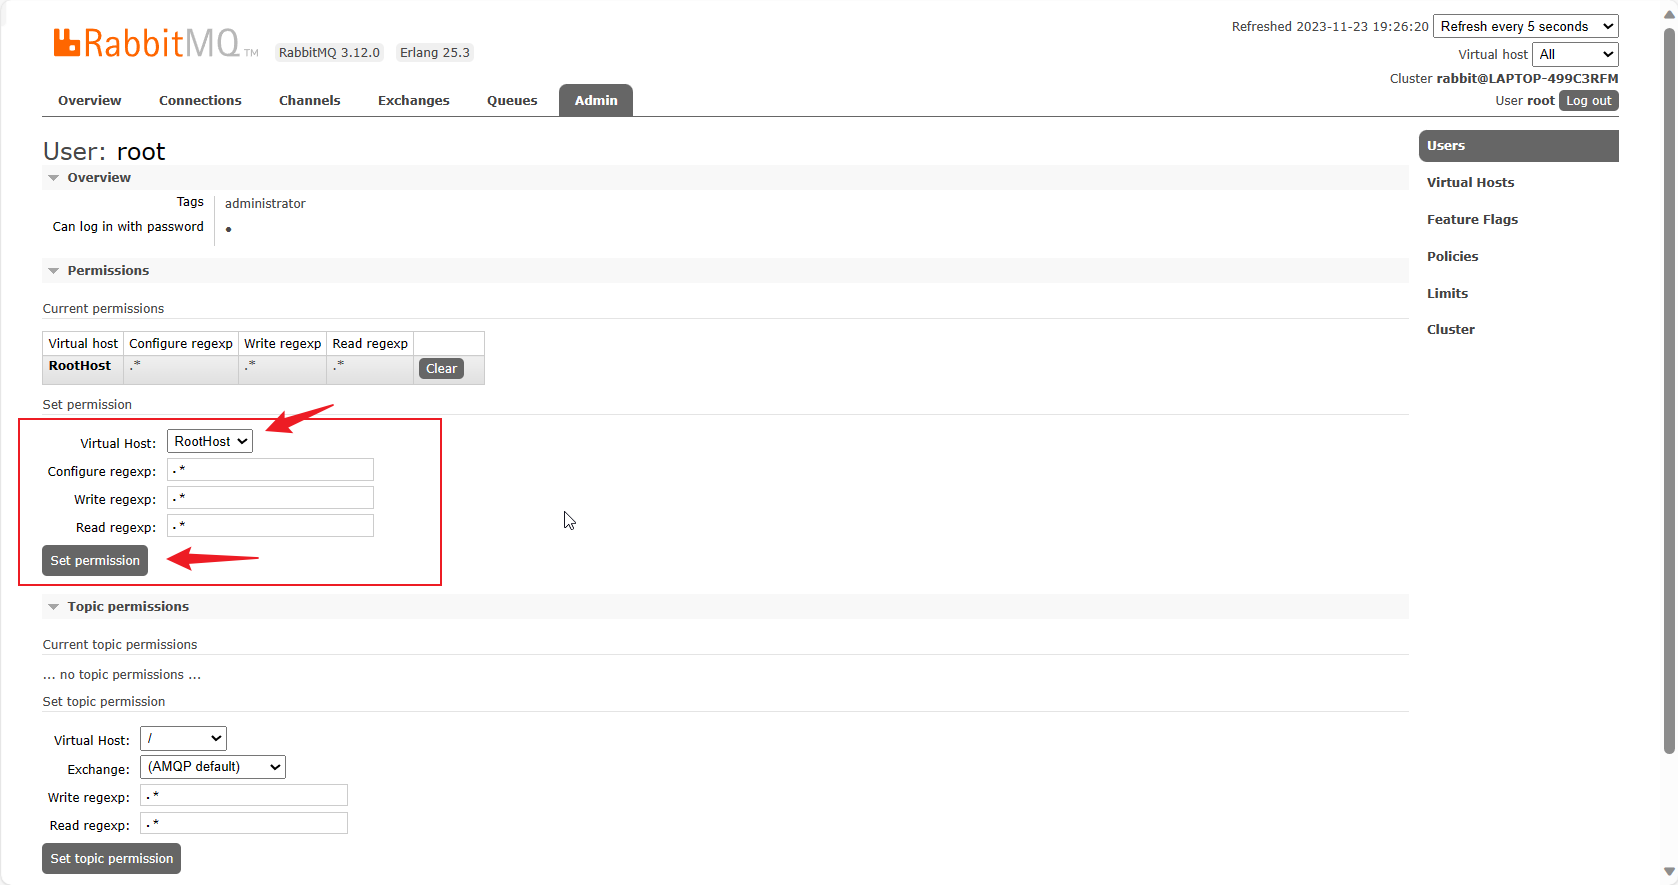 RabbitMQ TM
RabbitMQ 3.12.0 Erlang 25.3
Refreshed 2023-11-23 19:26:20 Refresh every 5 seconds
Virtual host All
Cluster rabbit@LAPTOP-499C3RFM
User root Log out
Overview Connections Channels Exchanges Queues Admin
User: root
Overview
Tags administrator
Can log in with password ●
Permissions
Current permissions
Virtual host Configure regexp Write regexp Read regexp
RootHost .* .* .* Clear
Set permission
Virtual Host: RootHost
Configure regexp: .*
Write regexp: .*
Read regexp: .*
Set permission
Topic permissions
Current topic permissions
... no topic permissions ...
Set topic permission
Virtual Host: /
Exchange: (AMQP default)
Write regexp: .*
Read regexp: .*
Set topic permission
Users
Virtual Hosts
Feature Flags
Policies
Limits
Cluster